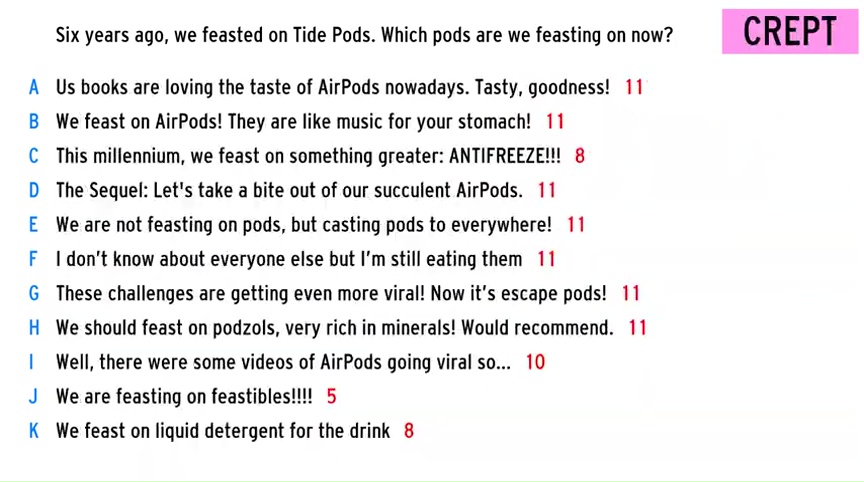 Six years ago, we feasted on Tide Pods. Which pods are we feasting on now?
CREPT
A Us books are loving the taste of AirPods nowadays. Tasty, goodness! 11
B We feast on AirPods! They are like music for your stomach! 11
C This millennium, we feast on something greater: ANTIFREEZE!!! 8
D The Sequel: Let's take a bite out of our succulent AirPods. 11
E We are not feasting on pods, but casting pods to everywhere! 11
F I don't know about everyone else but I'm still eating them 11
G These challenges are getting even more viral! Now it's escape pods! 11
H We should feast on podzols, very rich in minerals! Would recommend. 11
I Well, there were some videos of AirPods going viral so... 10
J We are feasting on feastibles!!!! 5
K We feast on liquid detergent for the drink 8